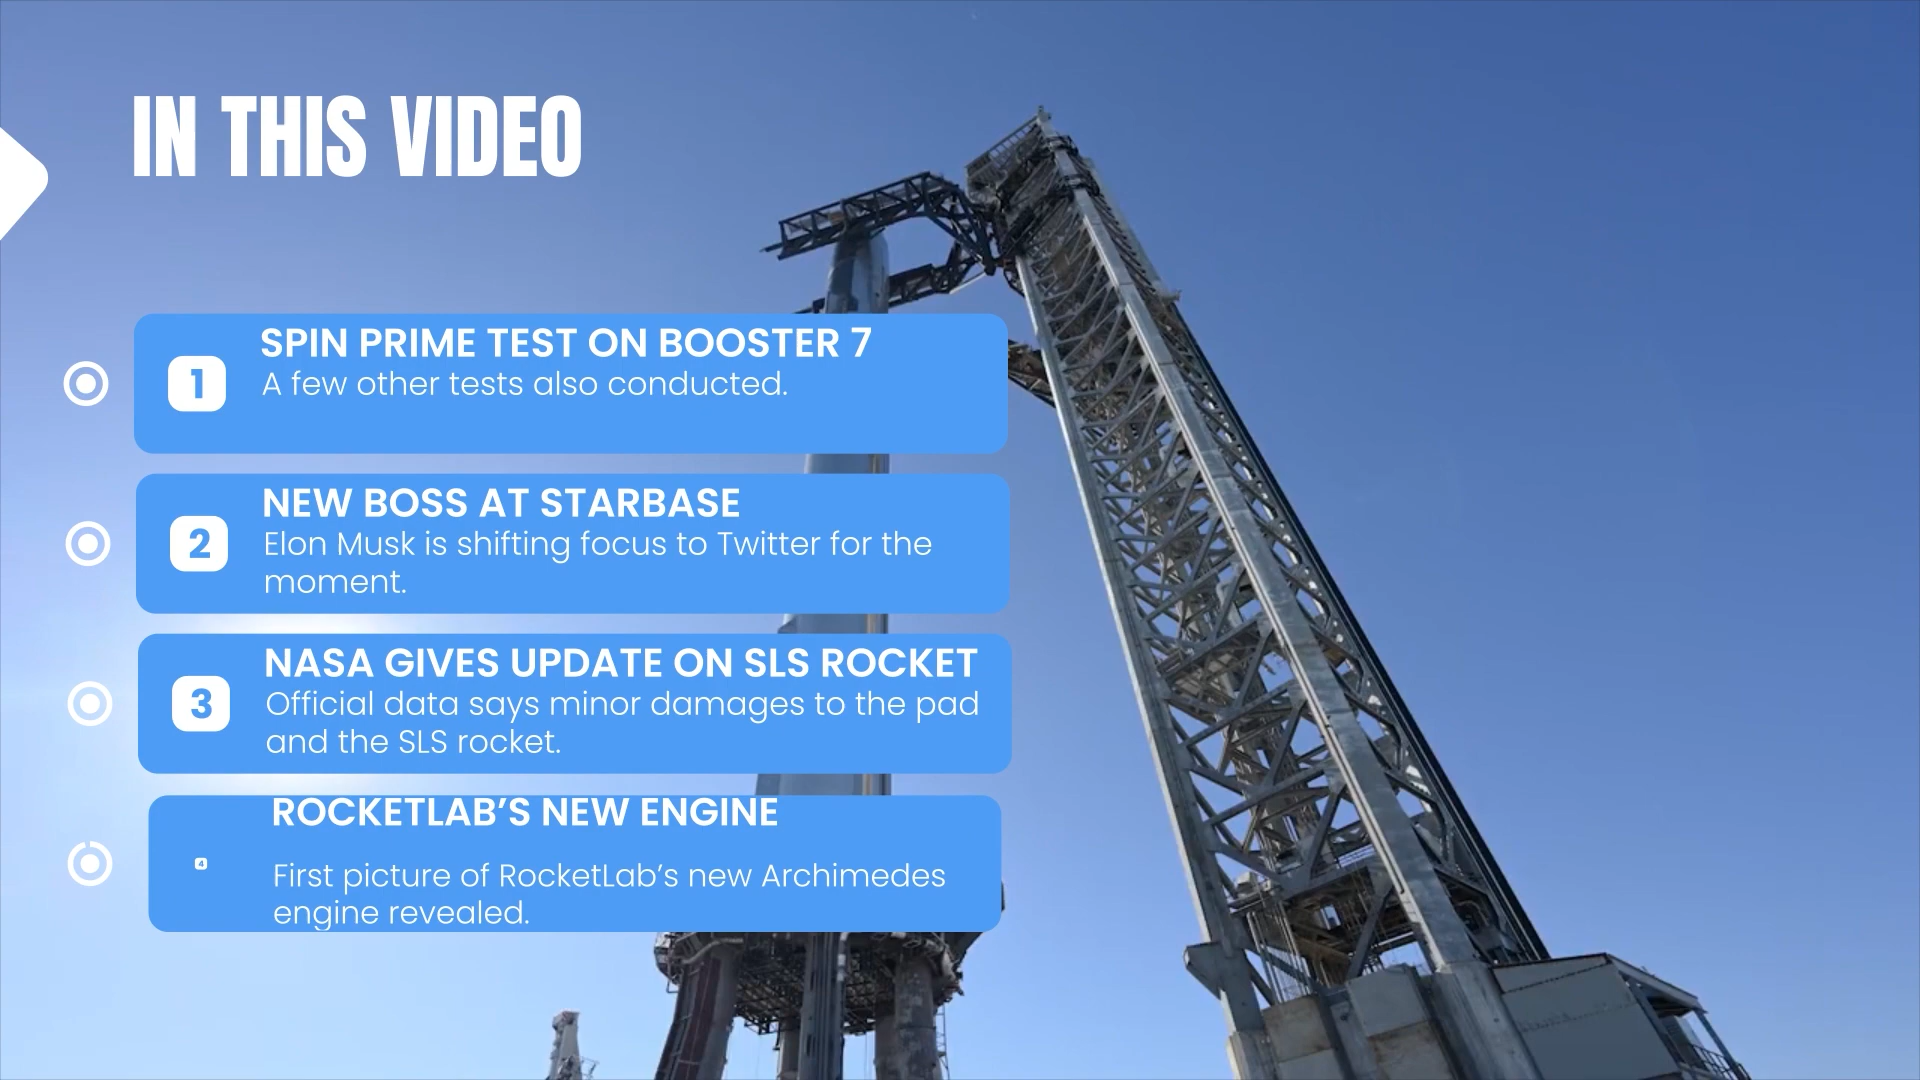 IN THIS VIDEO
1
SPIN PRIME TEST ON BOOSTER 7
A few other tests also conducted.
2
NEW BOSS AT STARBASE
Elon Musk is shifting focus to Twitter for the
moment.
3
NASA GIVES UPDATE ON SLS ROCKET
Official data says minor damages to the pad
and the SLS rocket.
4
ROCKETLAB’S NEW ENGINE
First picture of RocketLab’s new Archimedes
engine revealed.